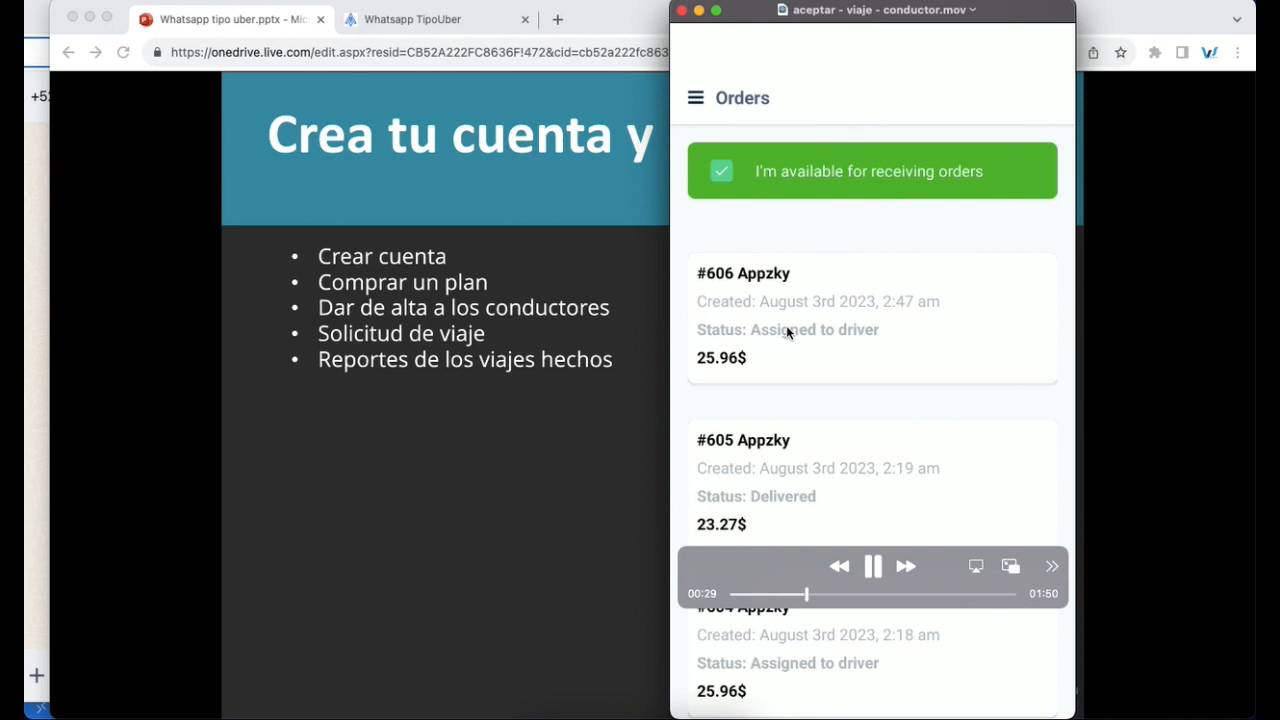 Whatsapp tipo uber.pptx - Mic
Whatsapp TipoUber
https://onedrive.live.com/edit.aspx?resid=CB52A222FC8636F!472&cid=cb52a222fc863
+52
Crea tu cuenta y
• Crear cuenta
• Comprar un plan
• Dar de alta a los conductores
• Solicitud de viaje
• Reportes de los viajes hechos
aceptar - viaje - conductor.mov
Orders
I'm available for receiving orders
#606 Appzky
Created: August 3rd 2023, 2:47 am
Status: Assigned to driver
25.96$
#605 Appzky
Created: August 3rd 2023, 2:19 am
Status: Delivered
23.27$
00:29
01:50
#604 Appzky
Created: August 3rd 2023, 2:18 am
Status: Assigned to driver
25.96$